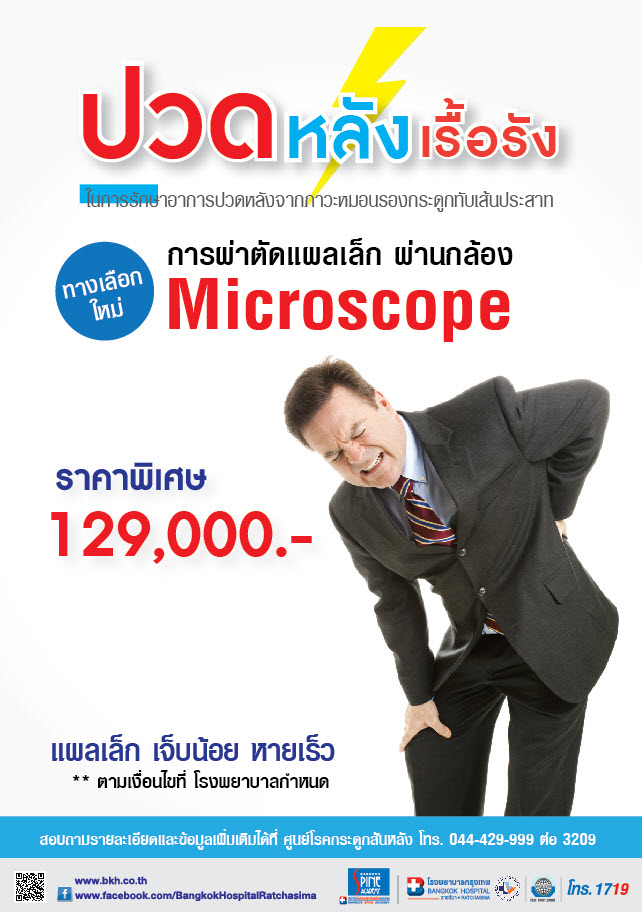 ปวดหลังเรื้อรัง
ในการรักษาอาการปวดหลังจากภาวะหมอนรองกระดูกทับเส้นประสาท
ทางเลือก
ใหม่
การผ่าตัดแผลเล็ก ผ่านกล้อง
Microscope
ราคาพิเศษ
129,000.-
แผลเล็ก เจ็บน้อย หายเร็ว
** ตามเงื่อนไขที่ โรงพยาบาลกำหนด
สอบถามรายละเอียดและข้อมูลเพิ่มเติมได้ที่ ศูนย์โรคกระดูกสันหลัง โทร. 044-429-999 ต่อ 3209
www.bkh.co.th
www.facebook.com/BangkokHospitalRatchasima
SPINE
ACADEMY
โรงพยาบาลกรุงเทพ
BANGKOK HOSPITAL
ราชสีมา • RATCHASIMA
โทร. 1719